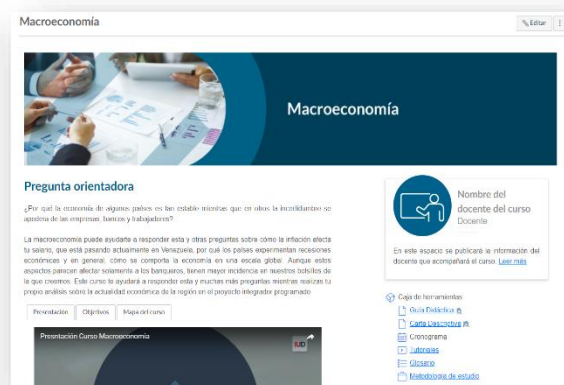 Macroeconomía
Editar
Macroeconomía
Pregunta orientadora
¿Por qué la economía de algunos países es tan estable mientras que en otros la incertidumbre se
apodera de las empresas, bancos y trabajadores?
La macroeconomía puede ayudarte a responder esta y otras preguntas sobre cómo la inflación afecta
tu salario, que está pasando actualmente en Venezuela, por qué los países experimentan recesiones
económicas y en general, cómo se comporta la economía en una escala global. Aunque estos
aspectos parecen afectar solamente a los banqueros, tienen mayor incidencia en nuestros bolsillos de
la que creemos. Este curso te ayudará a responder esta y muchas más preguntas mientras realizas tu
propio análisis sobre la actualidad económica de la región en el proyecto integrador programado
Presentación Objetivos Mapa del curso
Presentación Curso Macroeconomía
IUD
Nombre del
docente del curso
Docente
En este espacio se publicará la información del
docente que acompañará el curso. Leer más
Caja de herramientas
Guía Didáctica
Carta Descriptiva
Cronograma
Tutoriales
Glosario
Metodología de estudio